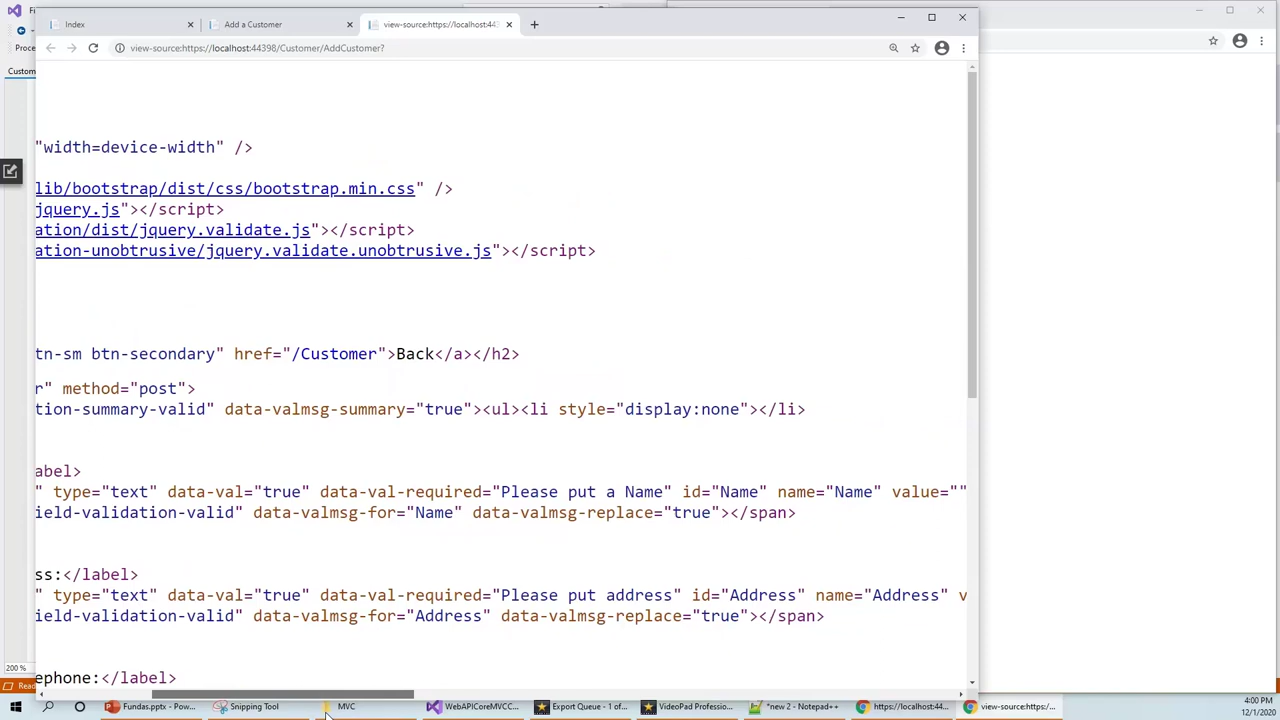 Index
Add a Customer
view-source:https://localhost:443
view-source:https://localhost:44398/Customer/AddCustomer?
Proce
Custom
"width=device-width" />
lib/bootstrap/dist/css/bootstrap.min.css" />
jquery.js"></script>
ation/dist/jquery.validate.js"></script>
ation-unobtrusive/jquery.validate.unobtrusive.js"></script>
tn-sm btn-secondary" href="/Customer">Back</a></h2>
r" method="post">
tion-summary-valid" data-valmsg-summary="true"><ul><li style="display:none"></li>
abel>
" type="text" data-val="true" data-val-required="Please put a Name" id="Name" name="Name" value=""
ield-validation-valid" data-valmsg-for="Name" data-valmsg-replace="true"></span>
ss:</label>
" type="text" data-val="true" data-val-required="Please put address" id="Address" name="Address" v
ield-validation-valid" data-valmsg-for="Address" data-valmsg-replace="true"></span>
200 %
ephone:</label>
Read
Fundas.pptx - Pow...
Snipping Tool
MVC
WebAPICoreMVCC...
Export Queue - 1 of...
VideoPad Professio...
*new 2 - Notepad++
https://localhost:44...
view-source:https:/...
4:00 PM
12/1/2020